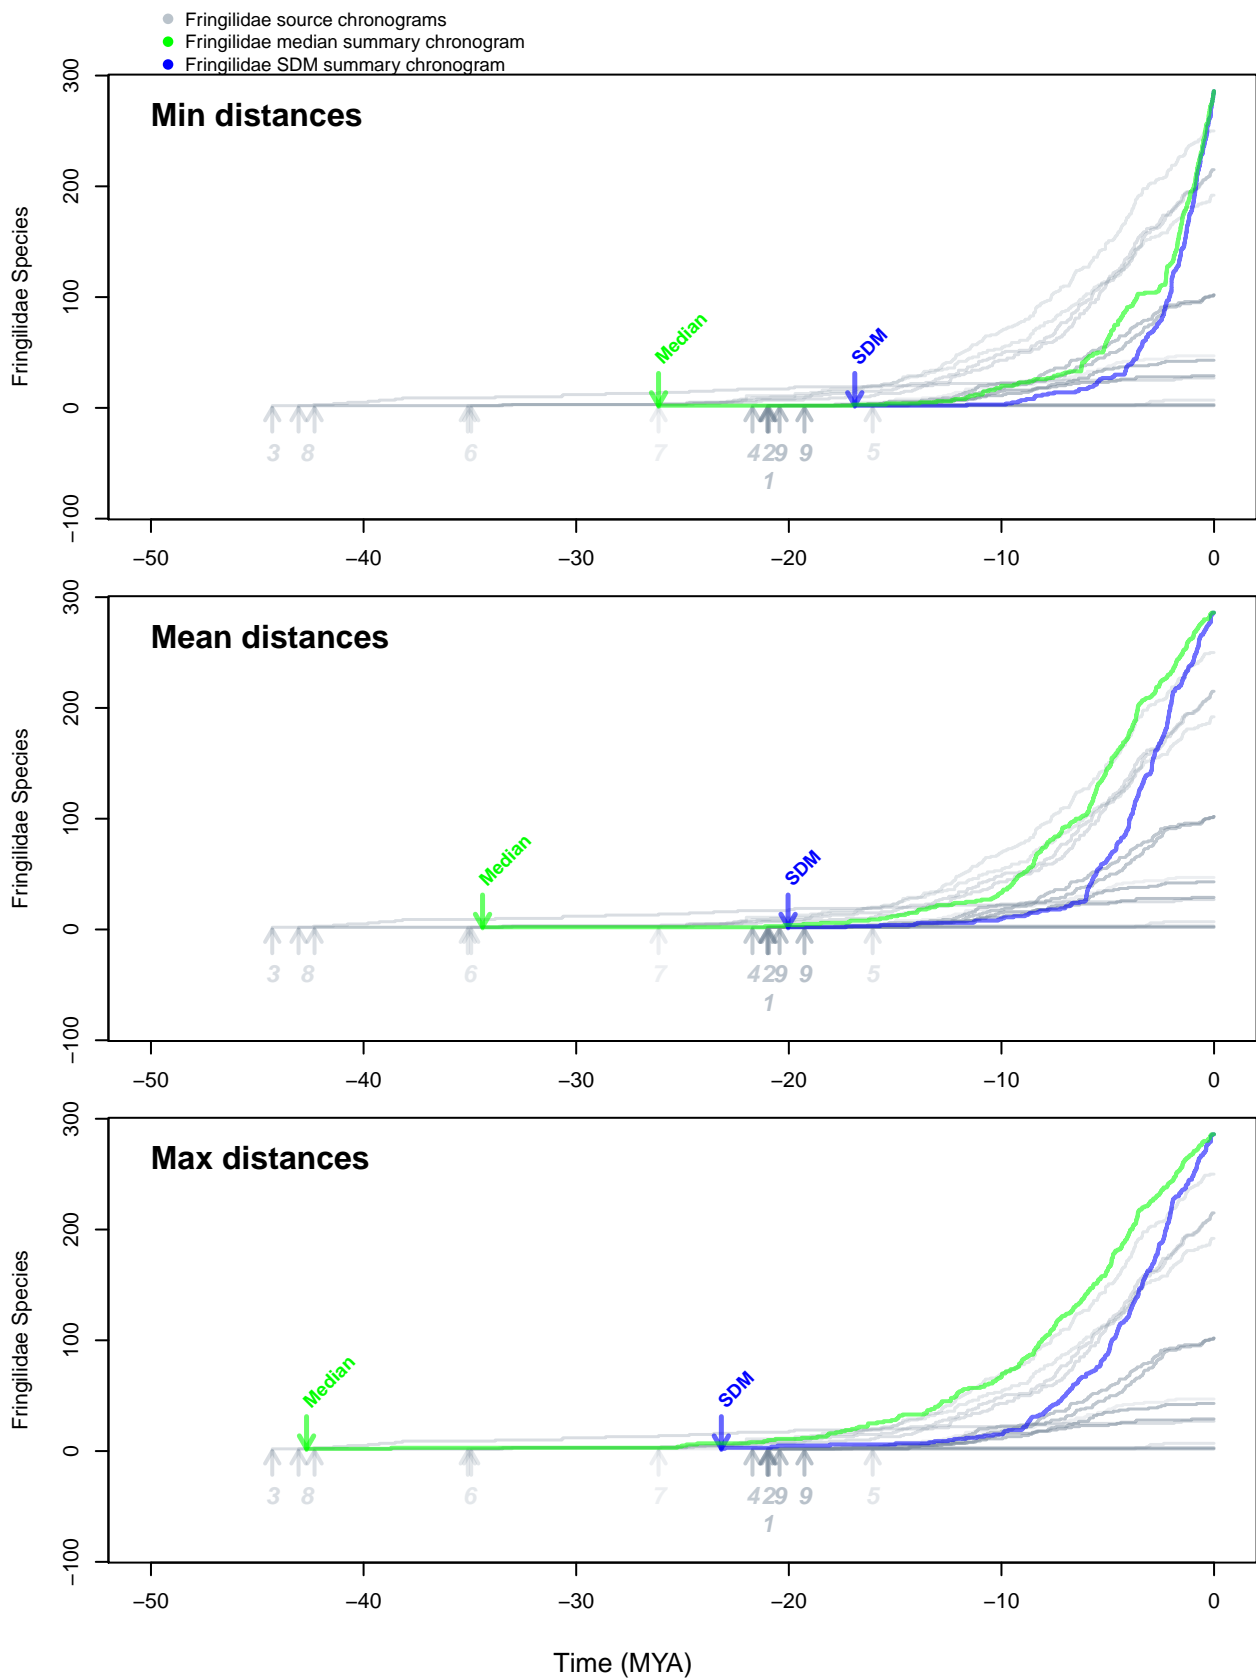 Fringilidae source chronograms
Fringilidae median summary chronogram
Fringilidae SDM summary chronogram
Min distances
Fringilidae Species
300
200
100
0
−100
Median
SDM
3 8 6 7 4 2 9 9 5
1
−50 −40 −30 −20 −10 0
Mean distances
Fringilidae Species
300
200
100
0
−100
Median
SDM
3 8 6 7 4 2 9 9 5
1
−50 −40 −30 −20 −10 0
Max distances
Fringilidae Species
300
200
100
0
−100
Median
SDM
3 8 6 7 4 2 9 9 5
1
−50 −40 −30 −20 −10 0
Time (MYA)